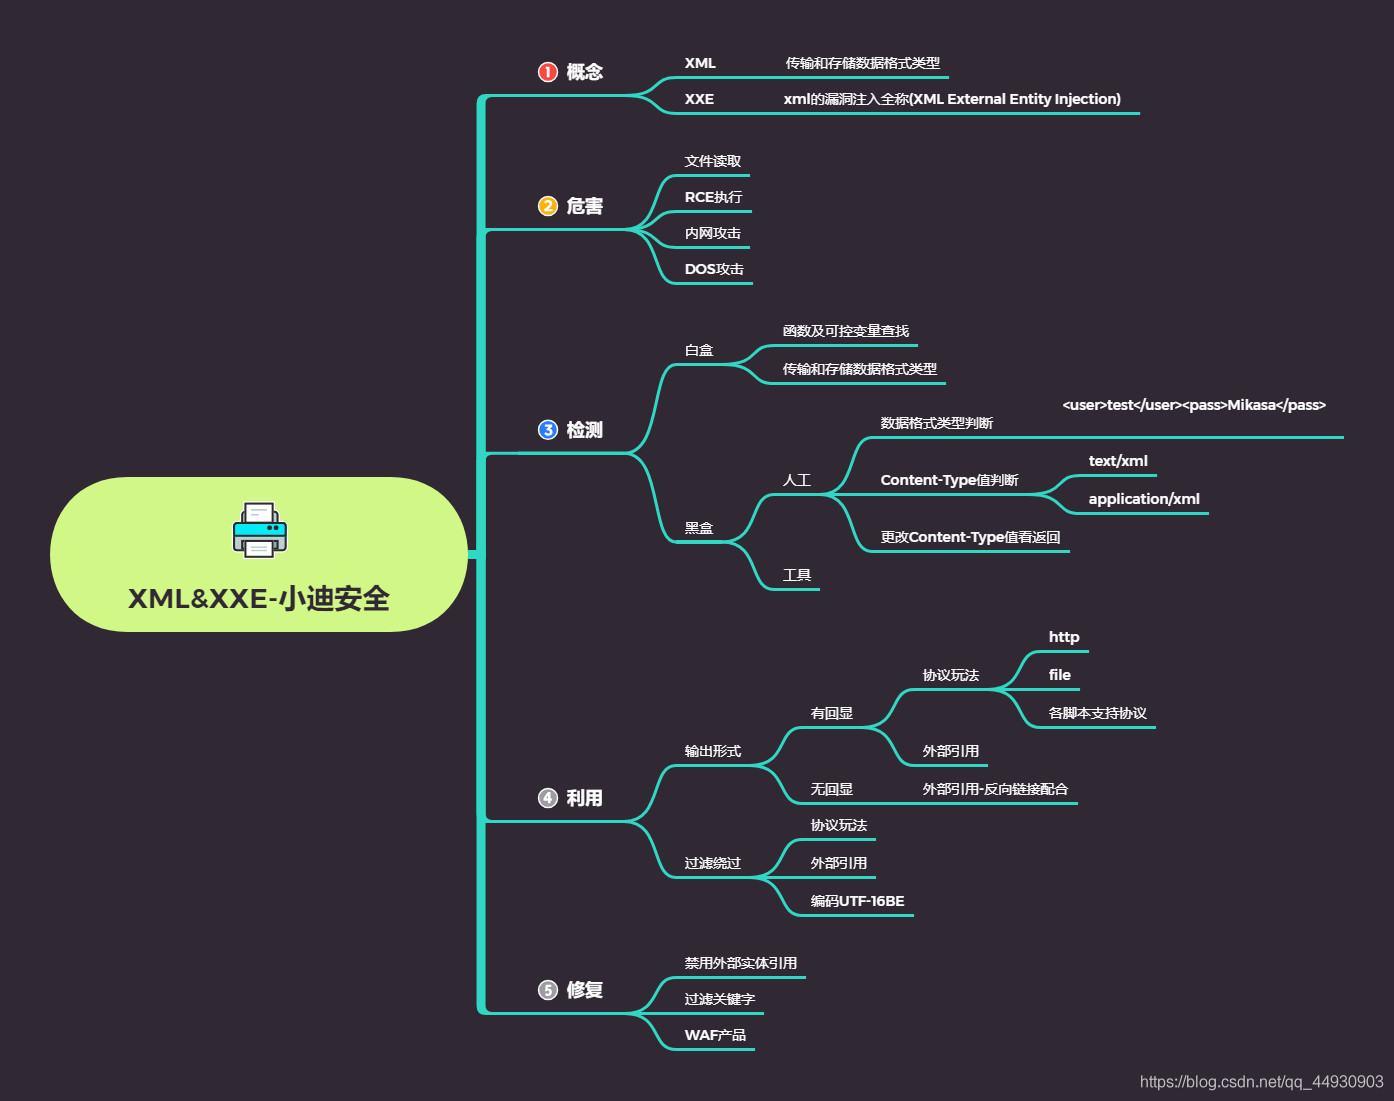 XML&XXE-小迪安全
1 概念
XML 传输和存储数据格式类型
XXE xml的漏洞注入全称(XML External Entity Injection)
2 危害
文件读取
RCE执行
内网攻击
DOS攻击
3 检测
白盒
函数及可控变量查找
传输和存储数据格式类型
黑盒
人工
数据格式类型判断 <user>test</user><pass>Mikasa</pass>
Content-Type值判断
text/xml
application/xml
更改Content-Type值看返回
工具
4 利用
输出形式
有回显
协议玩法
http
file
各脚本支持协议
外部引用
无回显 外部引用-反向链接配合
过滤绕过
协议玩法
外部引用
编码UTF-16BE
5 修复
禁用外部实体引用
过滤关键字
WAF产品
https://blog.csdn.net/qq_44930903